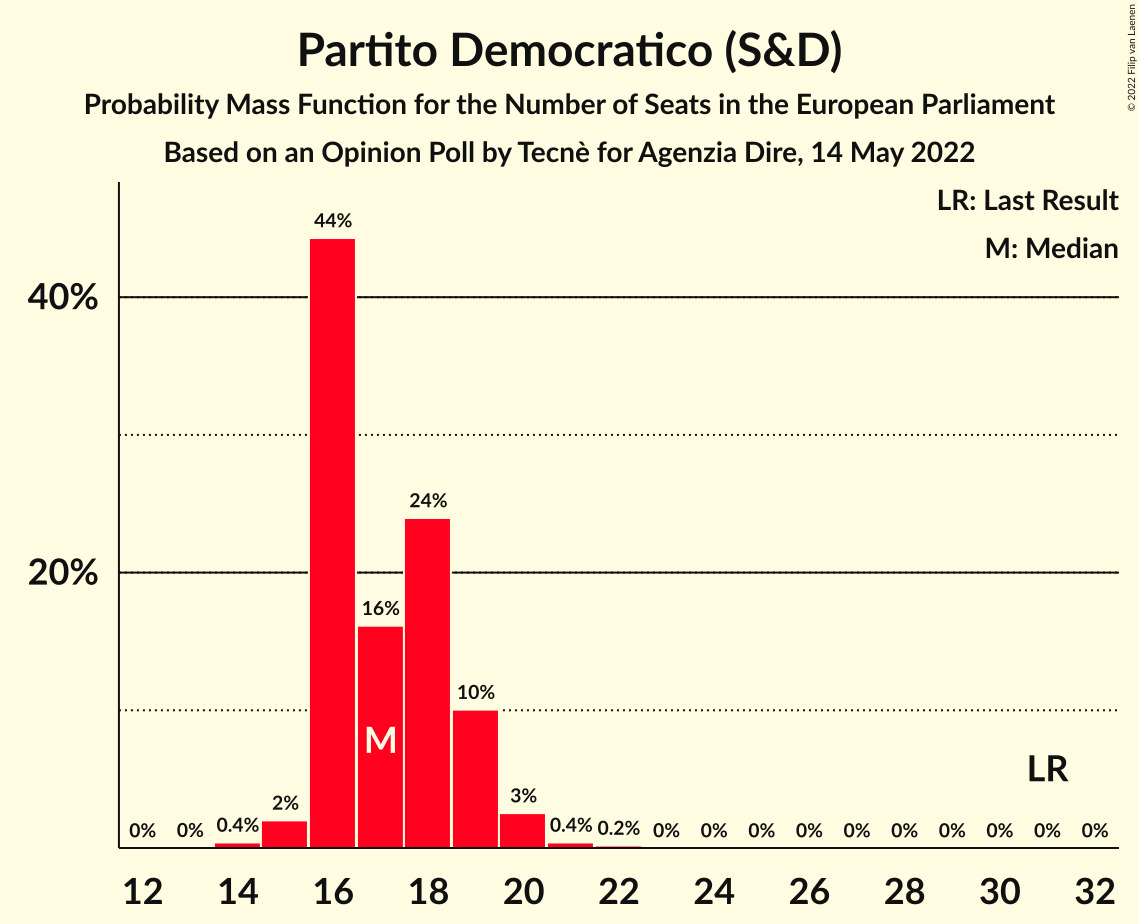 Partito Democratico (S&D)
Probability Mass Function for the Number of Seats in the European Parliament
Based on an Opinion Poll by Tecnè for Agenzia Dire, 14 May 2022
© 2022 Filip van Laenen
LR: Last Result
M: Median
44%
40%
24%
20%
16%
10%
M
LR
0% 0% 0.4% 2% 3% 0.4% 0.2% 0% 0% 0% 0% 0% 0% 0% 0% 0% 0%
12 14 16 18 20 22 24 26 28 30 32